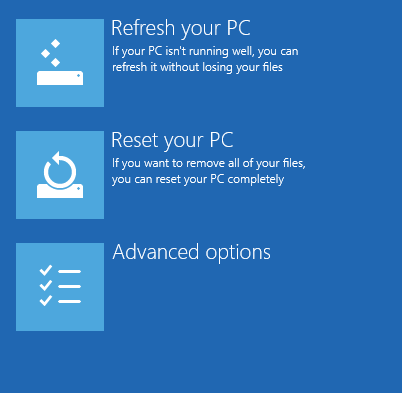 Refresh your PC
If your PC isn't running well, you can
refresh it without losing your files
Reset your PC
If you want to remove all of your files,
you can reset your PC completely
Advanced options